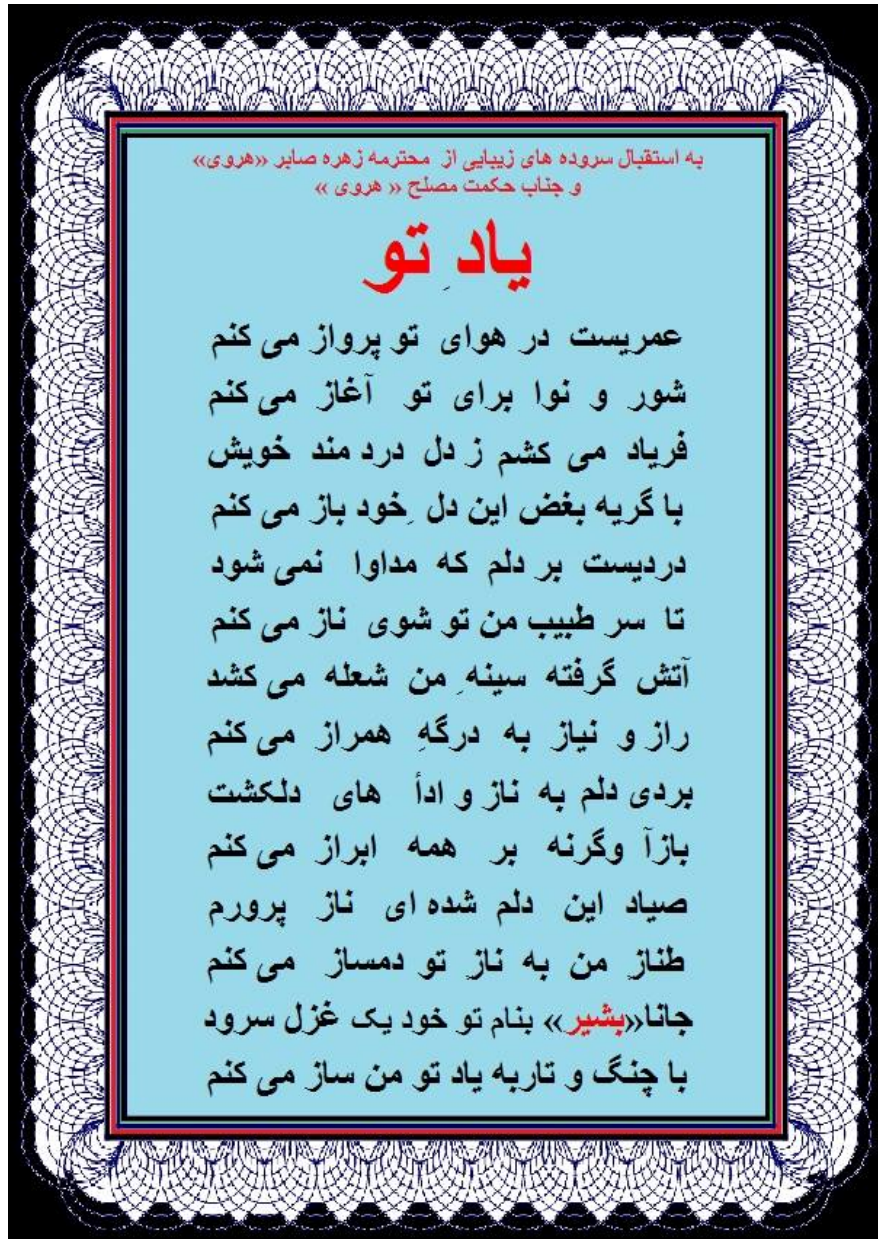 به استقبال سروده های زیبایی از محترمه زهره صابر «هروی»
و جناب حکمت مصلح « هروی »
یادِ تو
عمریست در هوای تو پرواز می کنم
شور و نوا برای تو آغاز می کنم
فریاد می کشم ز دل درد مند خویش
با گریه بغض این دل ِخود باز می کنم
دردیست بر دلم که مداوا نمی شود
تا سر طبیب من تو شوی ناز می کنم
آتش گرفته سینه ِمن شعله می کشد
راز و نیاز به درگهِ همراز می کنم
بردی دلم به ناز و ادأ های دلکشت
بازآ وگرنه بر همه ابراز می کنم
صیاد این دلم شده ای ناز پرورم
طنازِ من به نازِ تو دمساز می کنم
جانا«بشیر» بنام تو خود یک غزل سرود
با چنگ و تاربه یاد تو من ساز می کنم